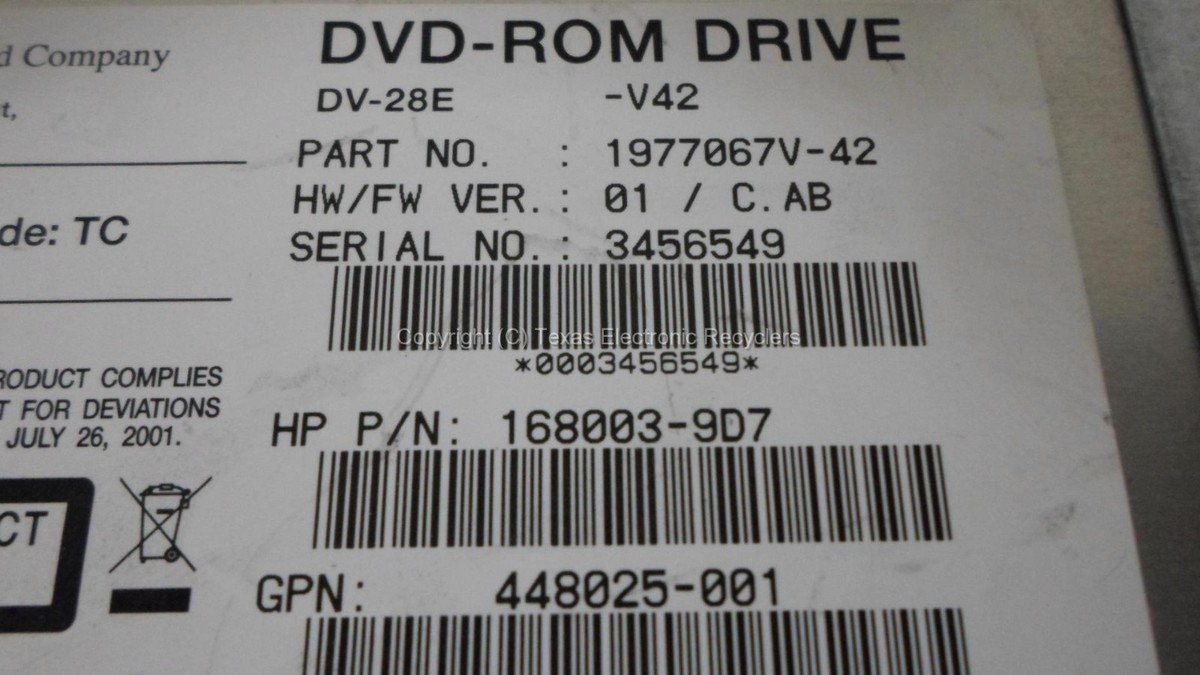 DVD-ROM DRIVE
DV-28E -V42
PART NO. : 1977067V-42
HW/FW VER. : 01 / C.AB
SERIAL NO. : 3456549
Copyright (C) Texas Electronic Recyclers
*0003456549*
HP P/N: 168003-9D7
GPN: 448025-001
d Company
t,
de: TC
RODUCT COMPLIES
T FOR DEVIATIONS
JULY 26, 2001.
CT